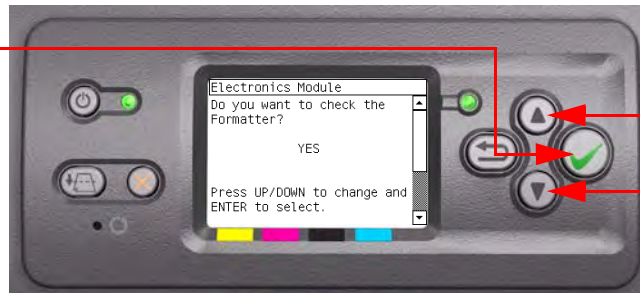 Electronics Module
Do you want to check the
Formatter?
YES
Press UP/DOWN to change and
ENTER to select.